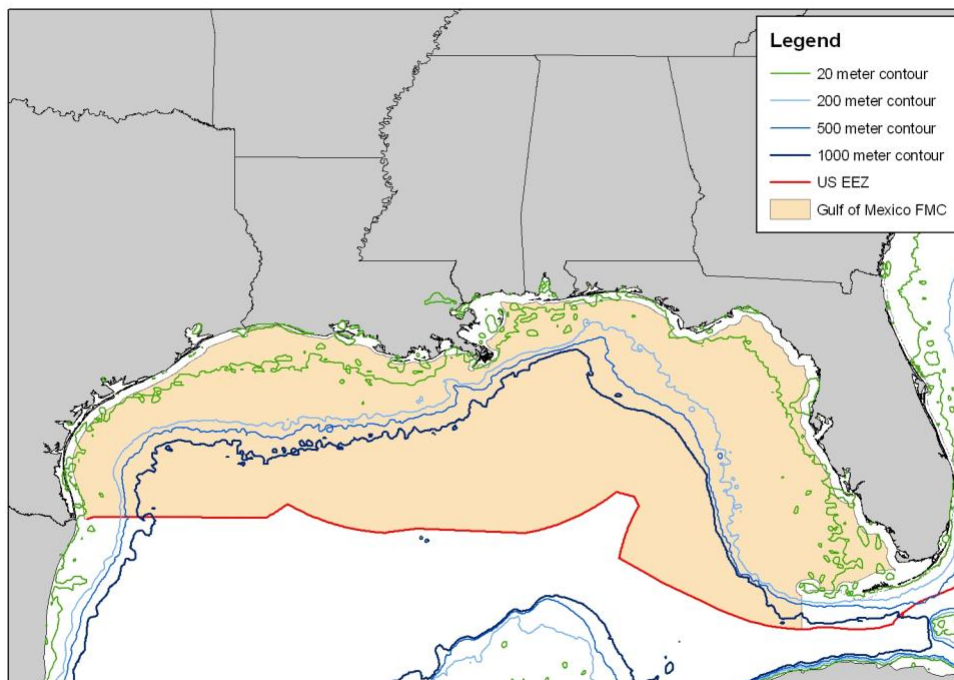 Legend
20 meter contour
200 meter contour
500 meter contour
1000 meter contour
US EEZ
Gulf of Mexico FMC